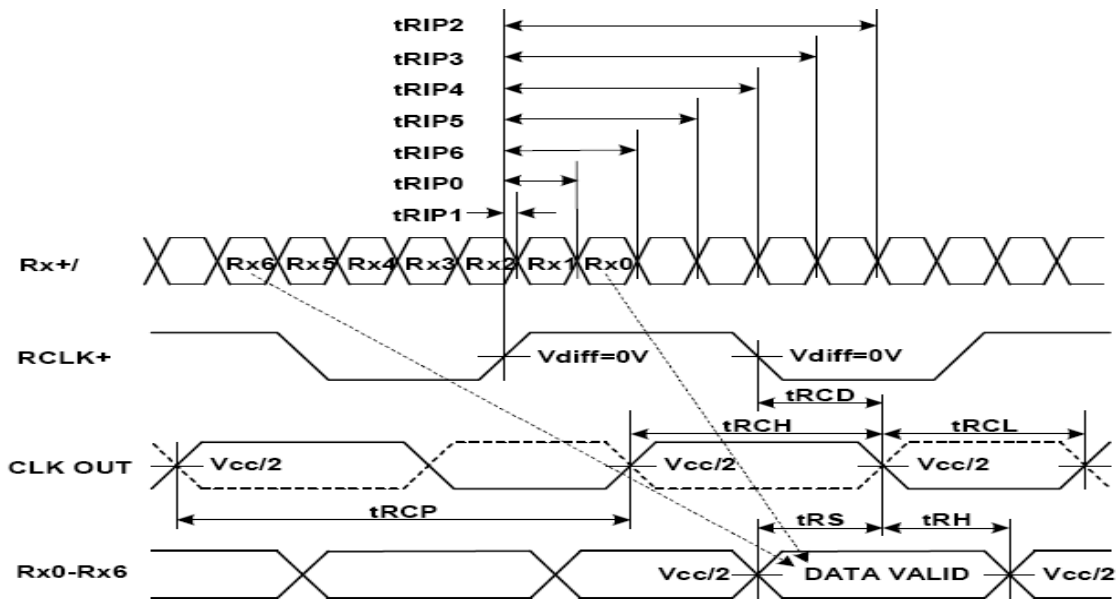 tRIP2
tRIP3
tRIP4
tRIP5
tRIP6
tRIP0
tRIP1
Rx+/
Rx6 Rx5 Rx4 Rx3 Rx2 Rx1 Rx0
RCLK+
Vdiff=0V Vdiff=0V
tRCD
tRCH tRCL
CLK OUT
Vcc/2 Vcc/2 Vcc/2
tRCP
tRS tRH
Rx0-Rx6
Vcc/2 DATA VALID Vcc/2